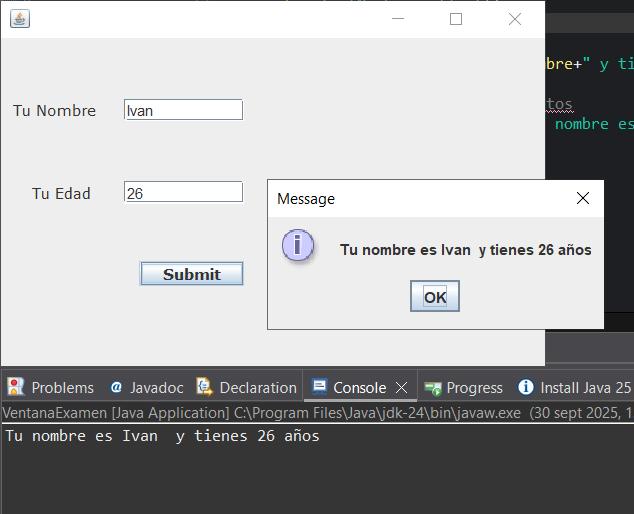 bre+" y ti
Tu Nombre Ivan
tos
nombre es
Tu Edad 26
Message
Tu nombre es Ivan  y tienes 26 años
Submit
OK
Problems @ Javadoc Declaration Console Progress Install Java 25
VentanaExamen [Java Application] C:\Program Files\Java\jdk-24\bin\javaw.exe (30 sept 2025, 1
Tu nombre es Ivan  y tienes 26 años